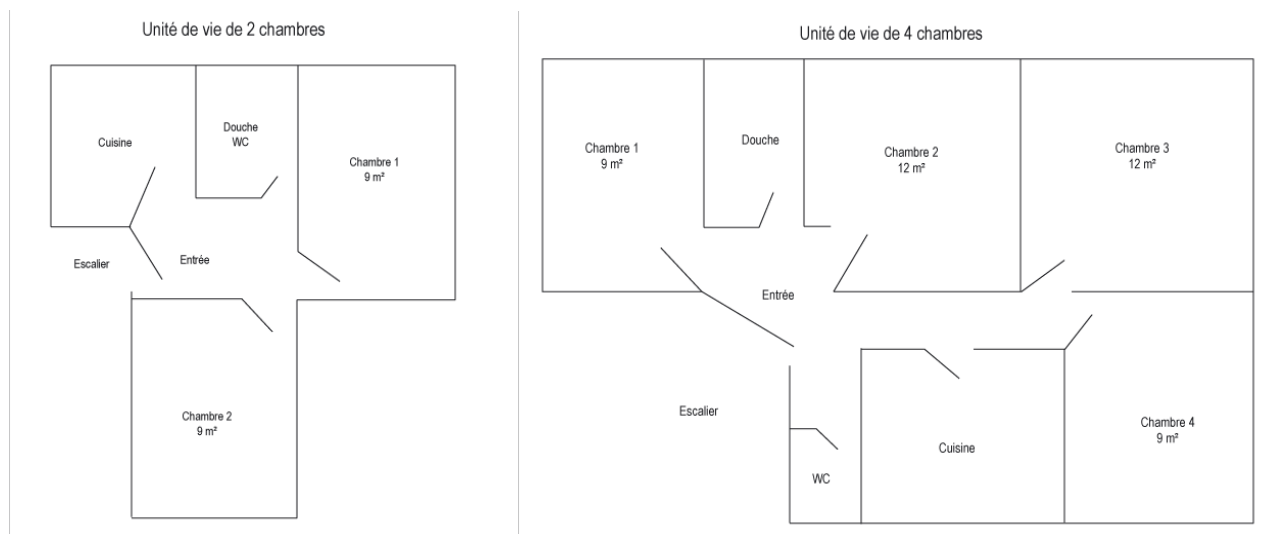 Unité de vie de 2 chambres
Cuisine
Douche
WC
Chambre 1
9 m²
Escalier
Entrée
Chambre 2
9 m²
Unité de vie de 4 chambres
Chambre 1
9 m²
Douche
Chambre 2
12 m²
Chambre 3
12 m²
Entrée
Escalier
WC
Cuisine
Chambre 4
9 m²